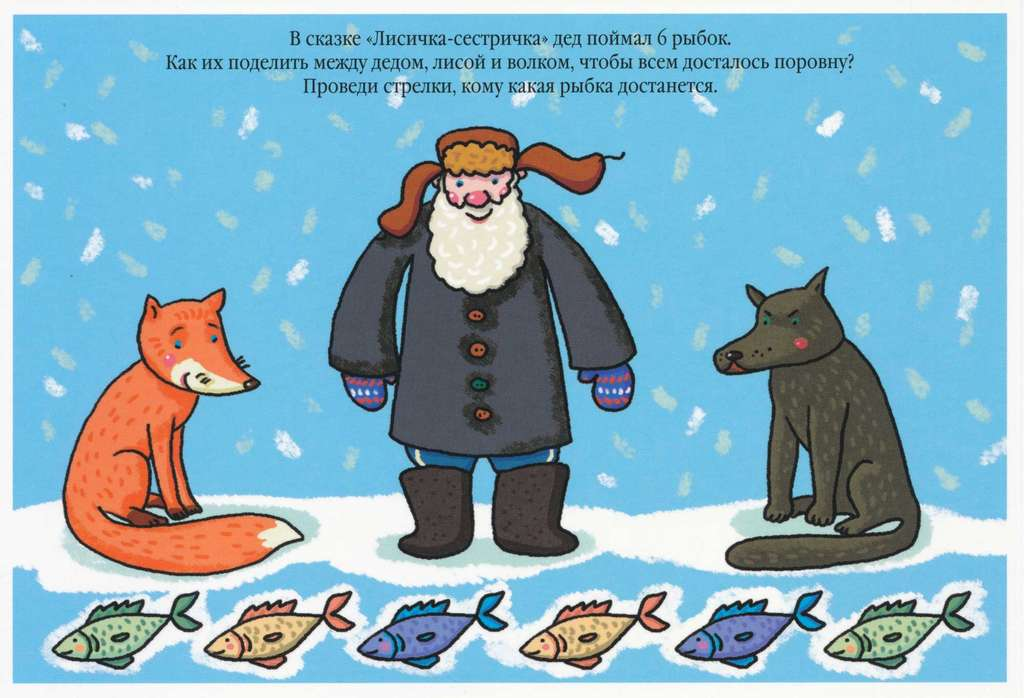 В сказке «Лисичка-сестричка» дед поймал 6 рыбок.
Как их поделить между дедом, лисой и волком, чтобы всем досталось поровну?
Проведи стрелки, кому какая рыбка достанется.